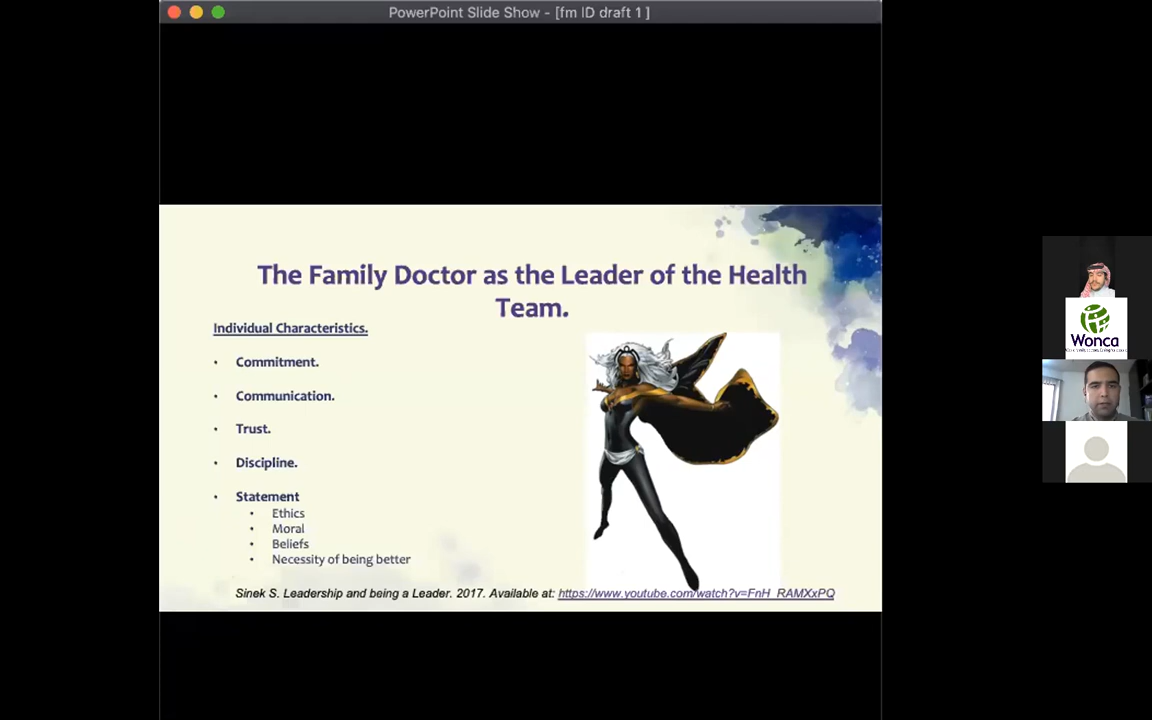 PowerPoint Slide Show - [fm ID draft 1 ]
The Family Doctor as the Leader of the Health
Team.
Individual Characteristics.
• Commitment.
• Communication.
• Trust.
• Discipline.
• Statement
• Ethics
• Moral
• Beliefs
• Necessity of being better
Sinek S. Leadership and being a Leader. 2017. Available at: https://www.youtube.com/watch?v=FnH_RAMXxPQ
Wonca